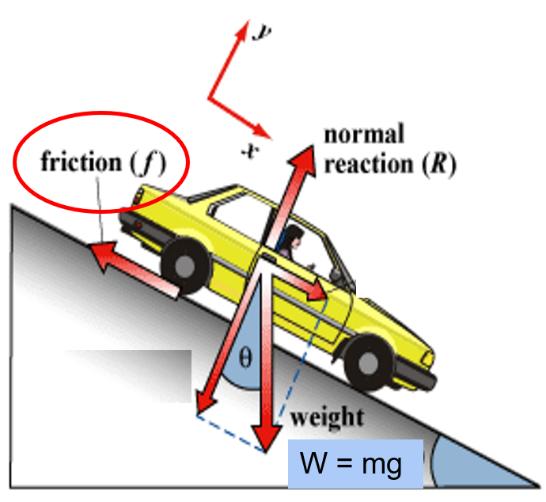 y
x
friction (f)
normal
reaction (R)
θ
weight
W = mg